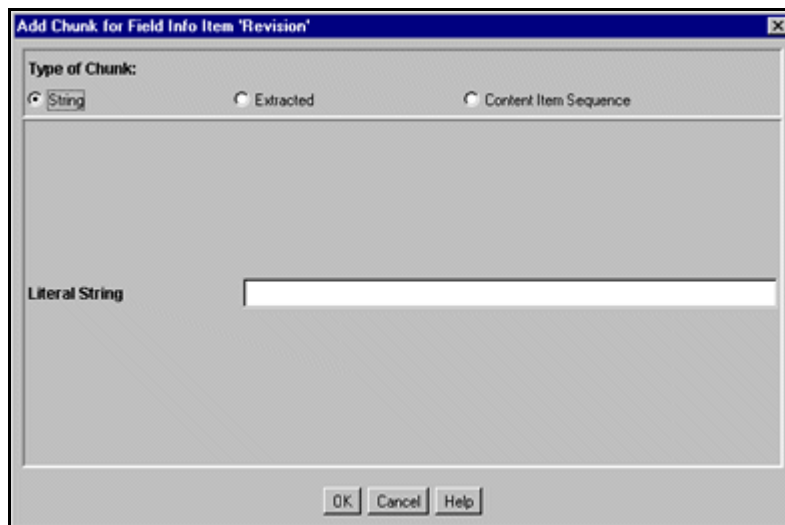 Add Chunk for Field Info Item 'Revision'
Type of Chunk:
String Extracted Content Item Sequence
Literal String
OK Cancel Help